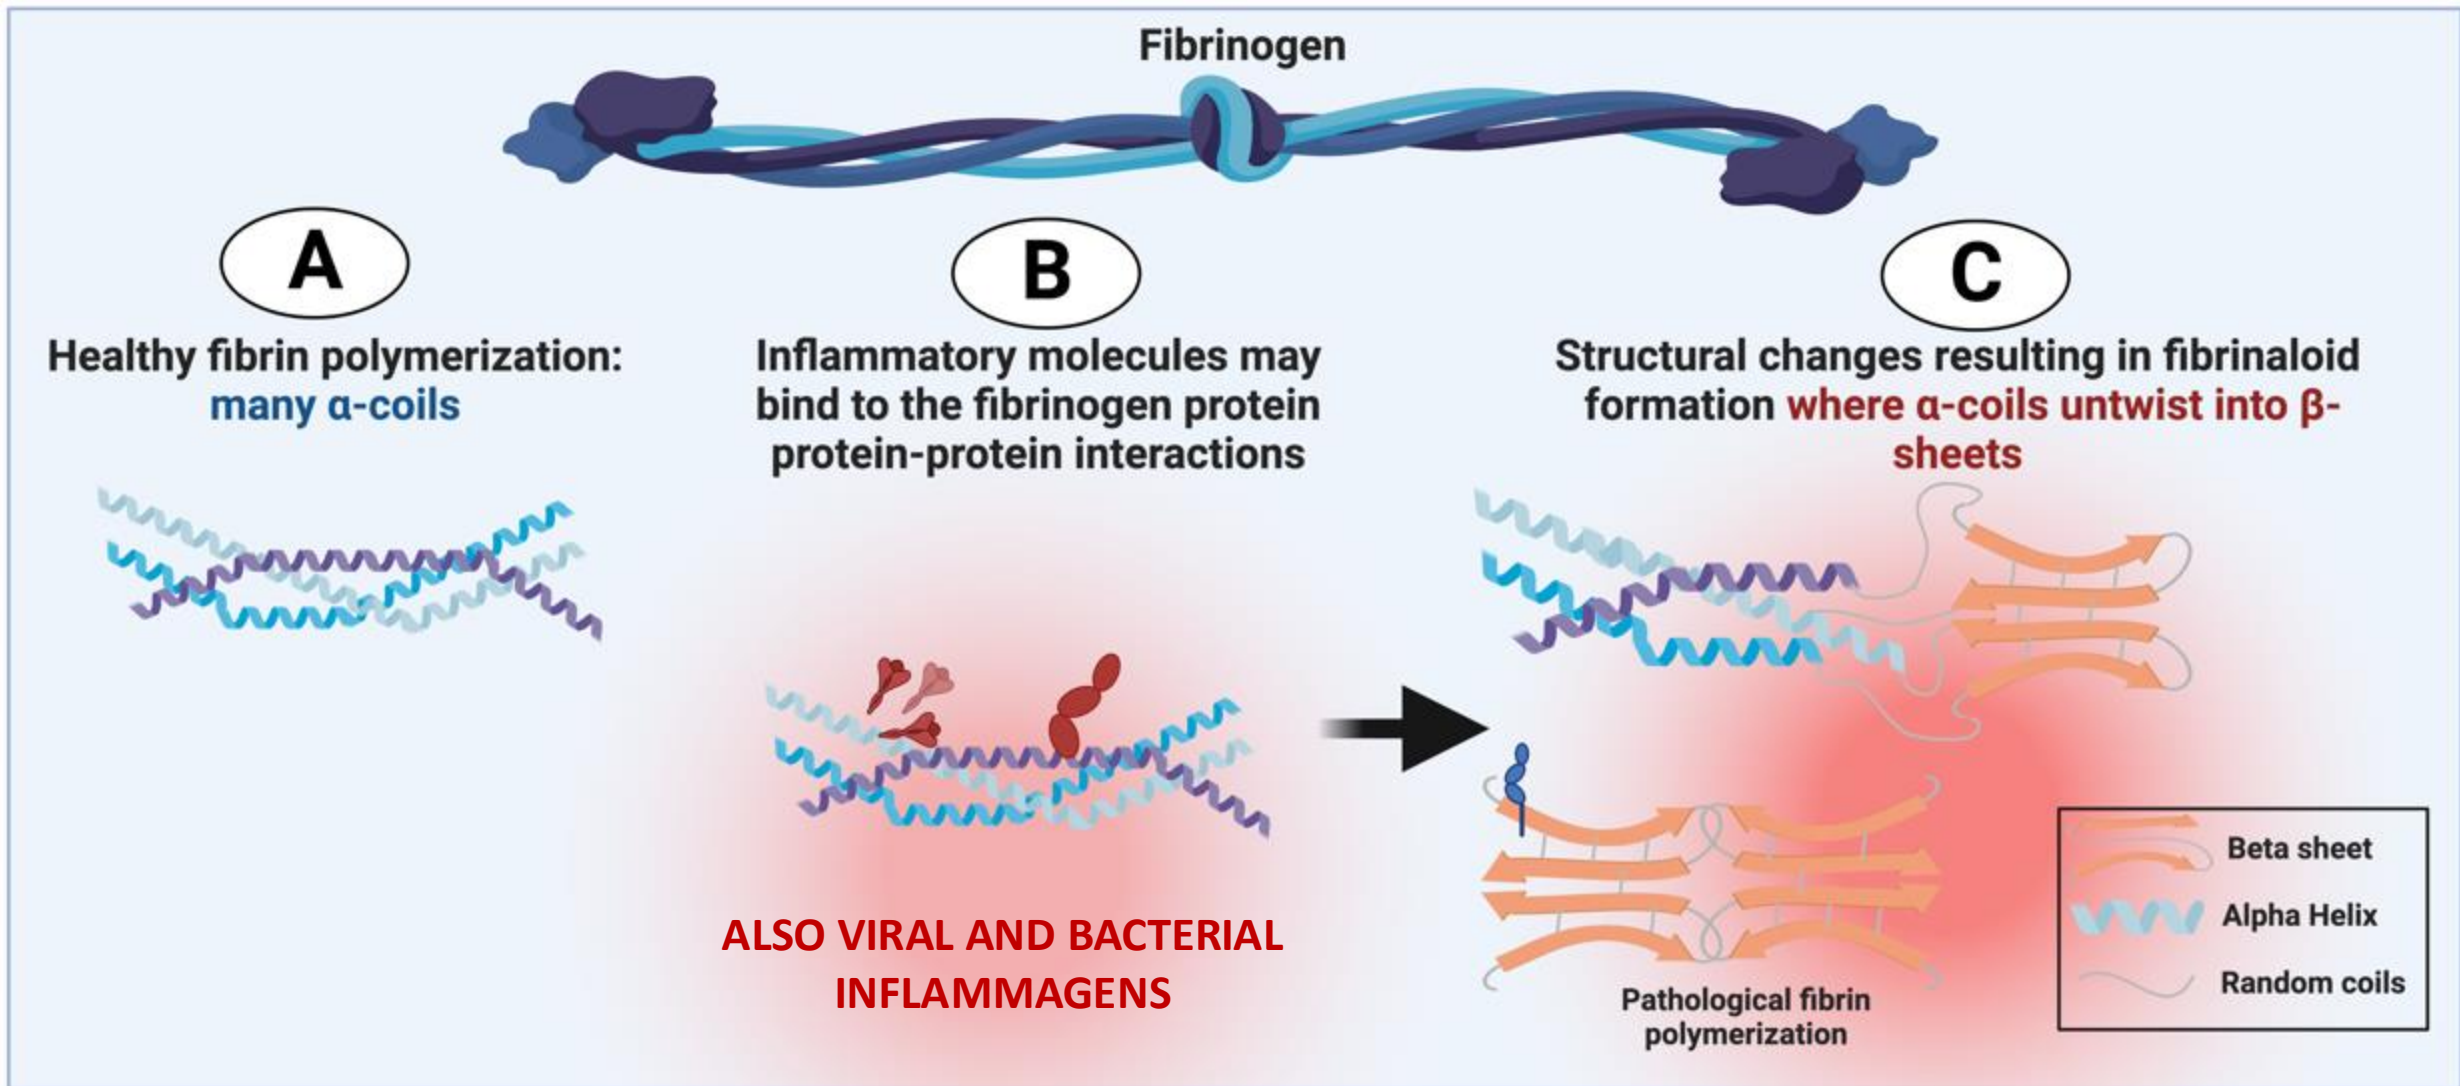 Fibrinogen
A
Healthy fibrin polymerization:
many α-coils
B
Inflammatory molecules may
bind to the fibrinogen protein
protein-protein interactions
ALSO VIRAL AND BACTERIAL
INFLAMMAGENS
C
Structural changes resulting in fibrinaloid
formation where α-coils untwist into β-
sheets
Pathological fibrin
polymerization
Beta sheet
Alpha Helix
Random coils